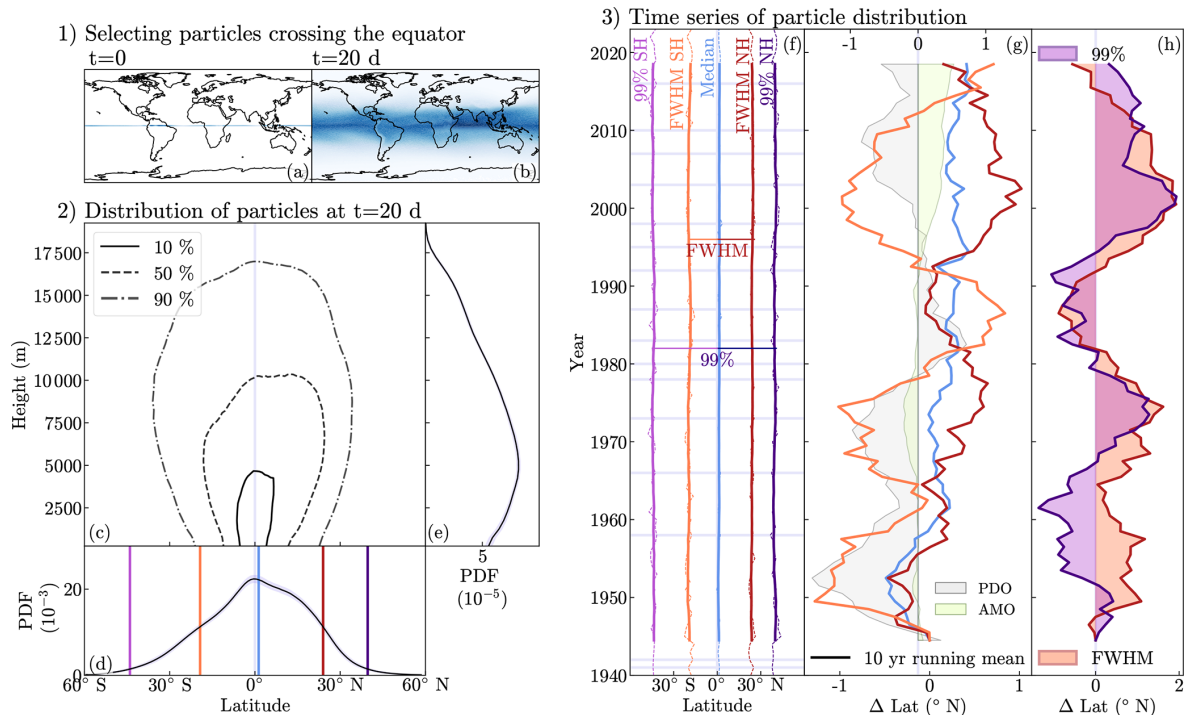 1) Selecting particles crossing the equator
t=0
t=20 d
(a)
(b)
2) Distribution of particles at t=20 d
10 %
50 %
90 %
17500
15000
12500
10000
7500
5000
2500
Height (m)
(c)
(e)
5
PDF
(10⁻⁵)
20
0
PDF
(10⁻³)
(d)
60° S
30° S
0°
30° N
60° N
Latitude
3) Time series of particle distribution
(f)
99% SH
FWHM SH
Median
FWHM NH
99% NH
FWHM
99%
2020
2010
2000
1990
1980
1970
1960
1950
1940
Year
30° S
0°
30° N
Latitude
-1
0
1
(g)
PDO
AMO
10 yr running mean
-1
0
1
Δ Lat (° N)
(h)
99%
FWHM
0
2
Δ Lat (° N)